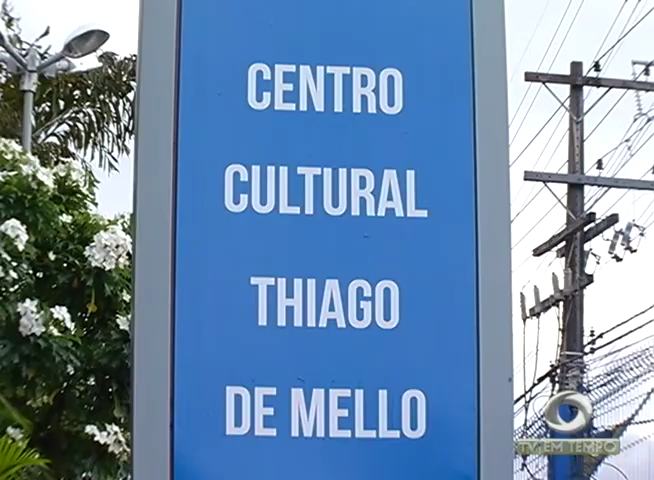 CENTRO
CULTURAL
THIAGO
DE MELLO
TV EM TEMPO